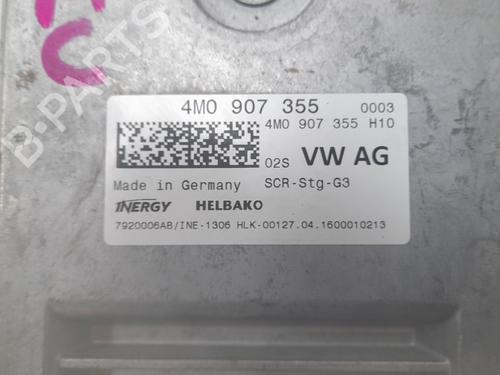 C
B-PARTS
4M0 907 355 0003
4M0 907 355 H10
02S VW AG
Made in Germany SCR-Stg-G3
INERGY HELBAKO
7920006AB/INE-1306 HLK-00127.04.1600010213